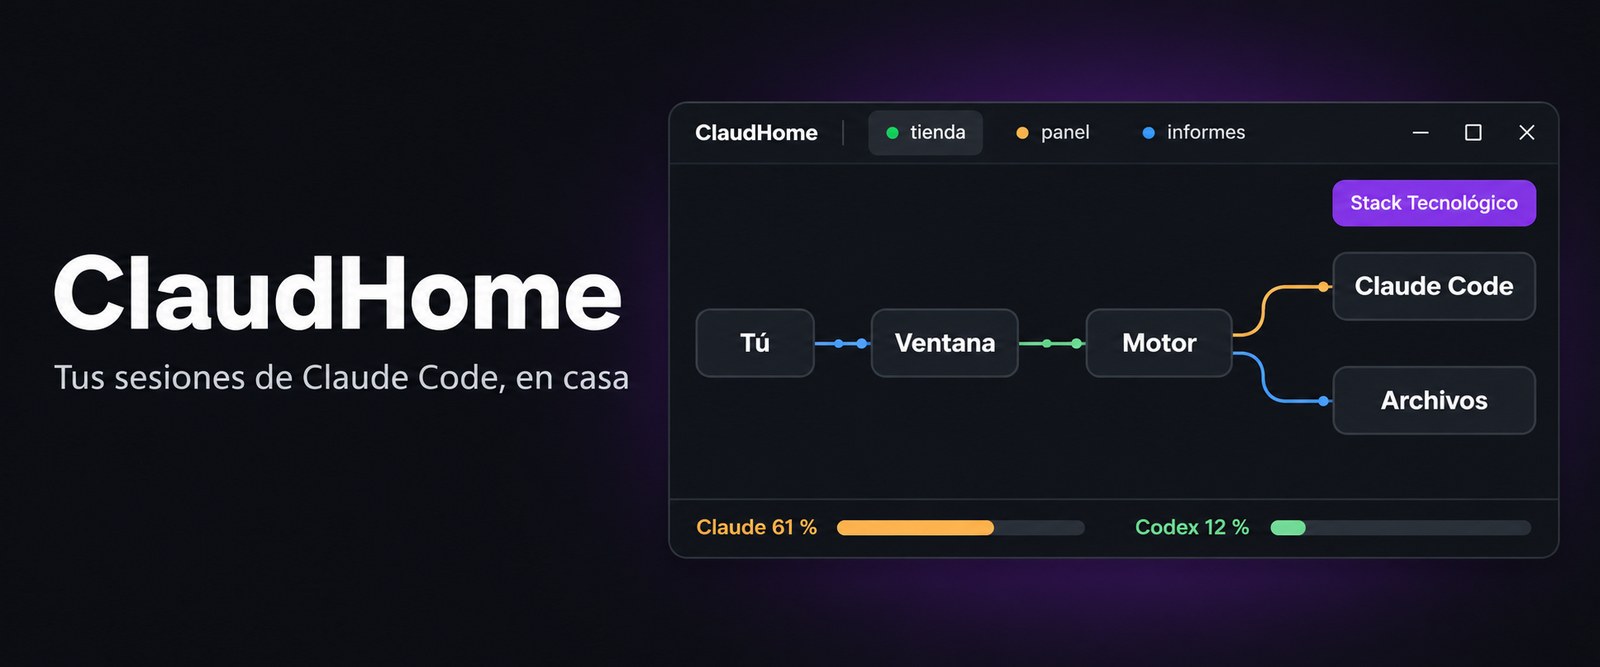 ClaudHome
Tus sesiones de Claude Code, en casa
ClaudHome
tienda
panel
informes
Stack Tecnológico
Tú
Ventana
Motor
Claude Code
Archivos
Claude 61 %
Codex 12 %